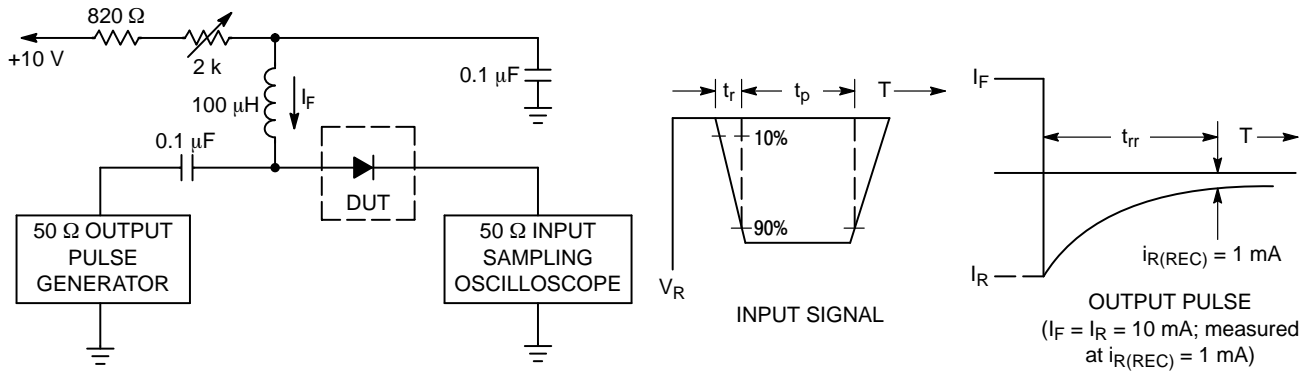 820 Ω
+10 V
2 k
100 μH
I_F
0.1 μF
0.1 μF
DUT
50 Ω OUTPUT
PULSE
GENERATOR
50 Ω INPUT
SAMPLING
OSCILLOSCOPE
t_r
t_p
T
10%
90%
V_R
INPUT SIGNAL
I_F
t_rr
T
I_R
i_R(REC) = 1 mA
OUTPUT PULSE
(I_F = I_R = 10 mA; measured
at i_R(REC) = 1 mA)